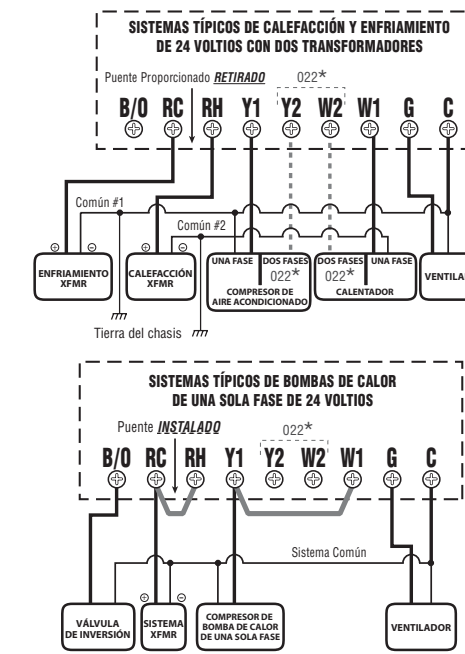 SISTEMAS TÍPICOS DE CALEFACCIÓN Y ENFRIAMIENTO
DE 24 VOLTIOS CON DOS TRANSFORMADORES
Puente Proporcionado RETIRADO
022*
B/O RC RH Y1 Y2 W2 W1 G C
Común #1
Común #2
ENFRIAMIENTO
XFMR
CALEFACCIÓN
XFMR
UNA FASE DOS FASES
022*
COMPRESOR DE
AIRE ACONDICIONADO
DOS FASES UNA FASE
022*
CALENTADOR
VENTILA
Tierra del chasis
SISTEMAS TÍPICOS DE BOMBAS DE CALOR
DE UNA SOLA FASE DE 24 VOLTIOS
Puente INSTALADO
022*
B/O RC RH Y1 Y2 W2 W1 G C
Sistema Común
VÁLVULA
DE INVERSIÓN
SISTEMA
XFMR
COMPRESOR DE
BOMBA DE CALOR
DE UNA SOLA FASE
VENTILADOR